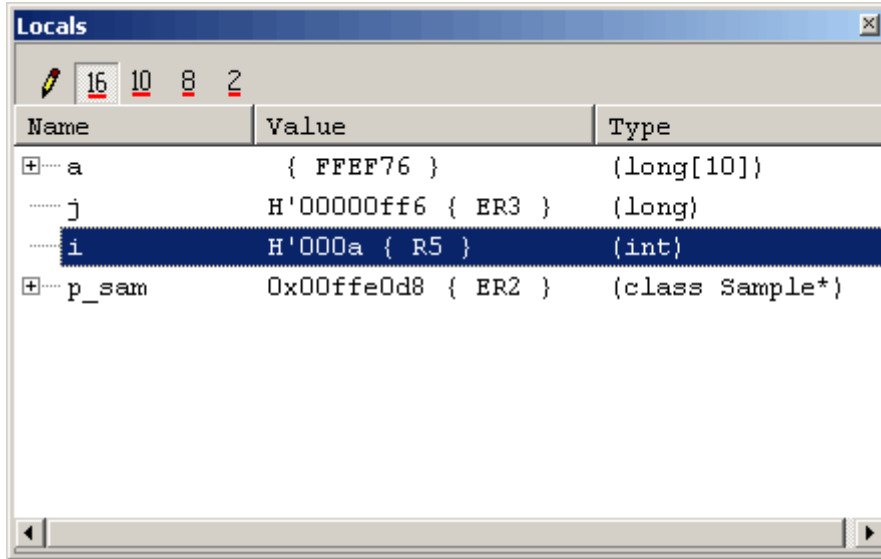 Locals
16 10 8 2
Name Value Type
a { FFEF76 } (long[10])
j H'00000ff6 { ER3 } (long)
i H'000a { R5 } (int)
p_sam 0x00ffe0d8 { ER2 } (class Sample*)